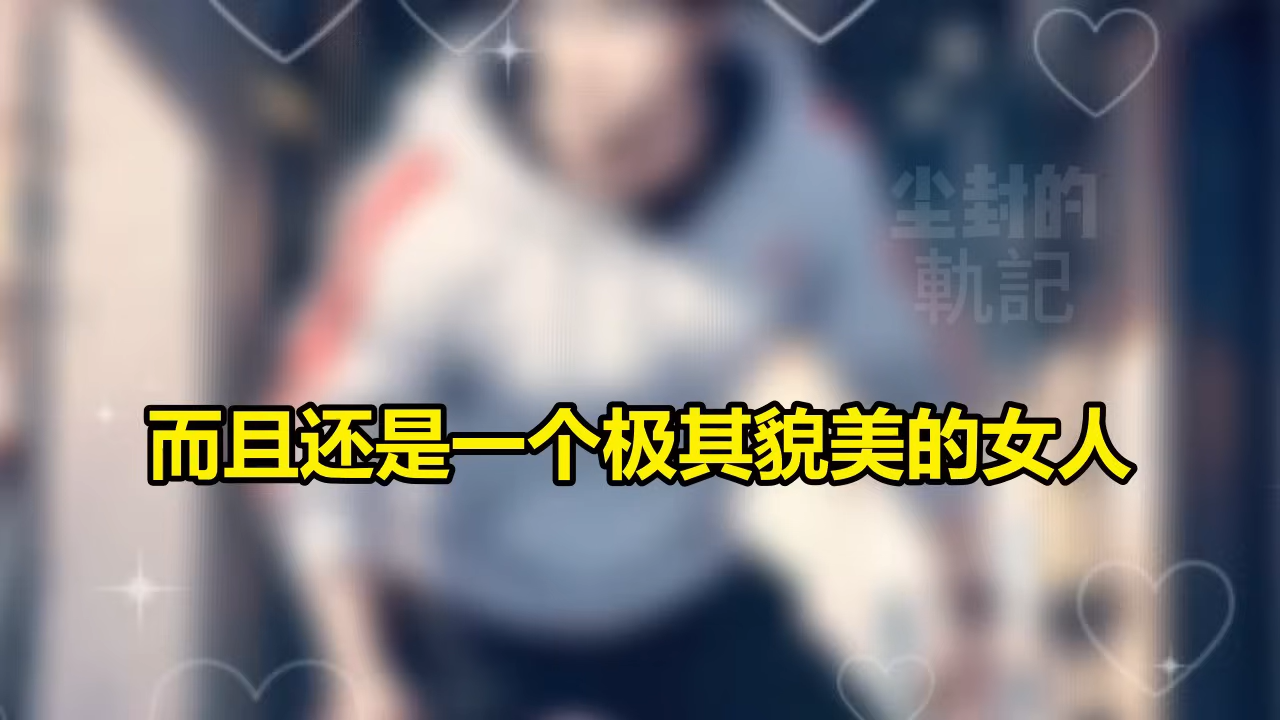 尘封的
軌記
而且还是一个极其貌美的女人